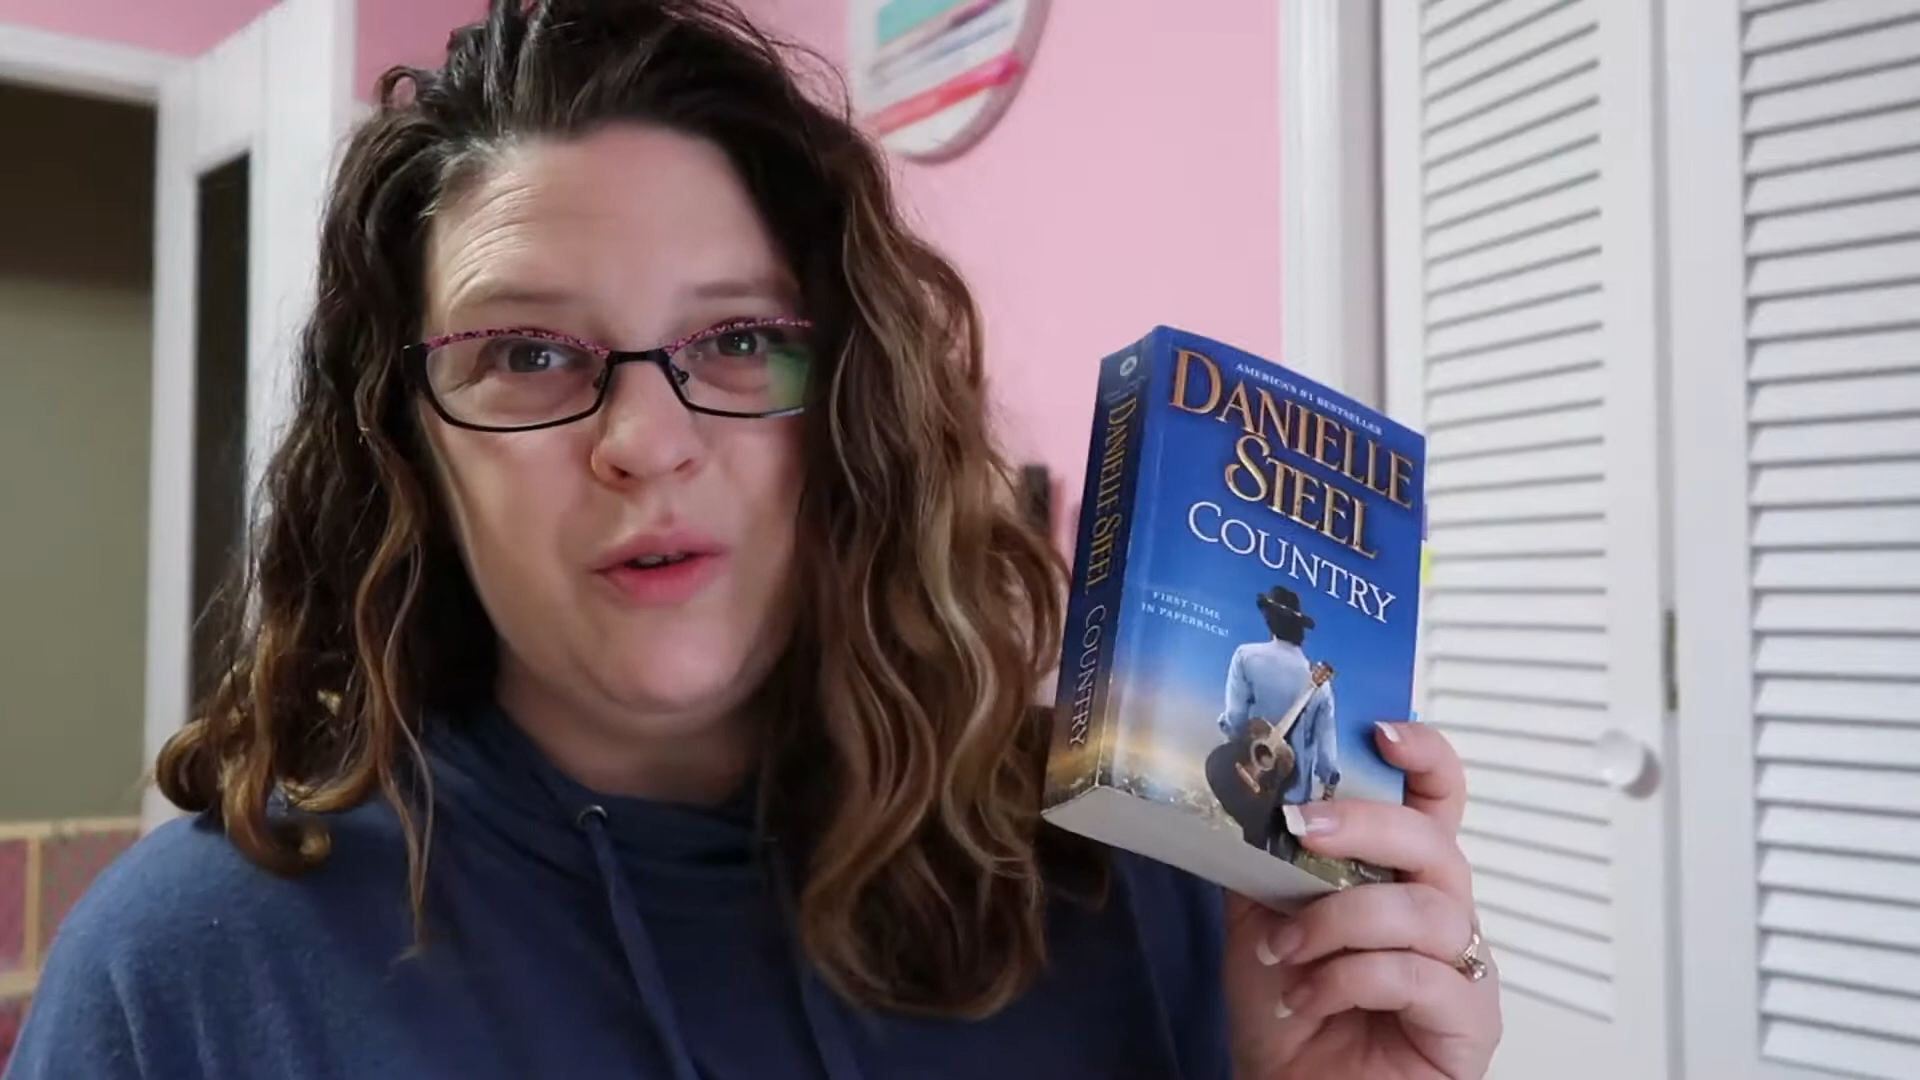 AMERICA'S #1 BESTSELLER
DANIELLE
STEEL
COUNTRY
FIRST TIME
IN PAPERBACK!
DANIELLE STEEL COUNTRY